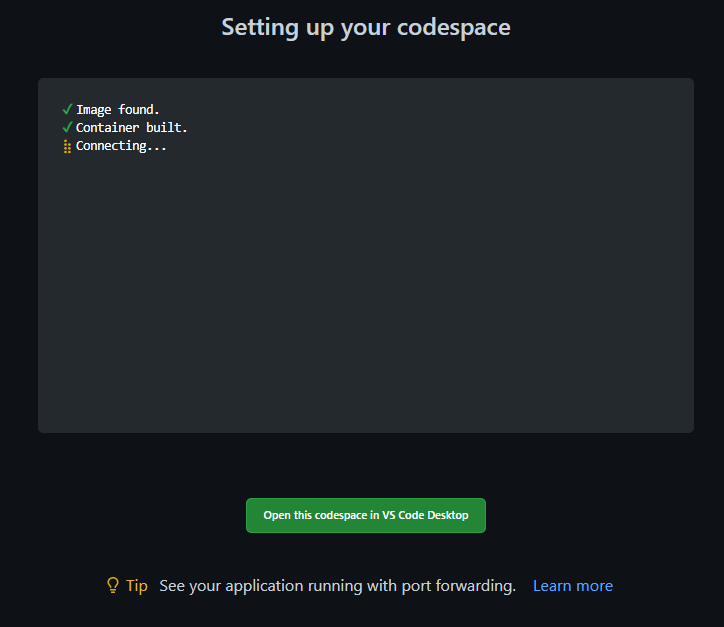 Setting up your codespace
✓ Image found.
✓ Container built.
Connecting...
Open this codespace in VS Code Desktop
Tip See your application running with port forwarding. Learn more